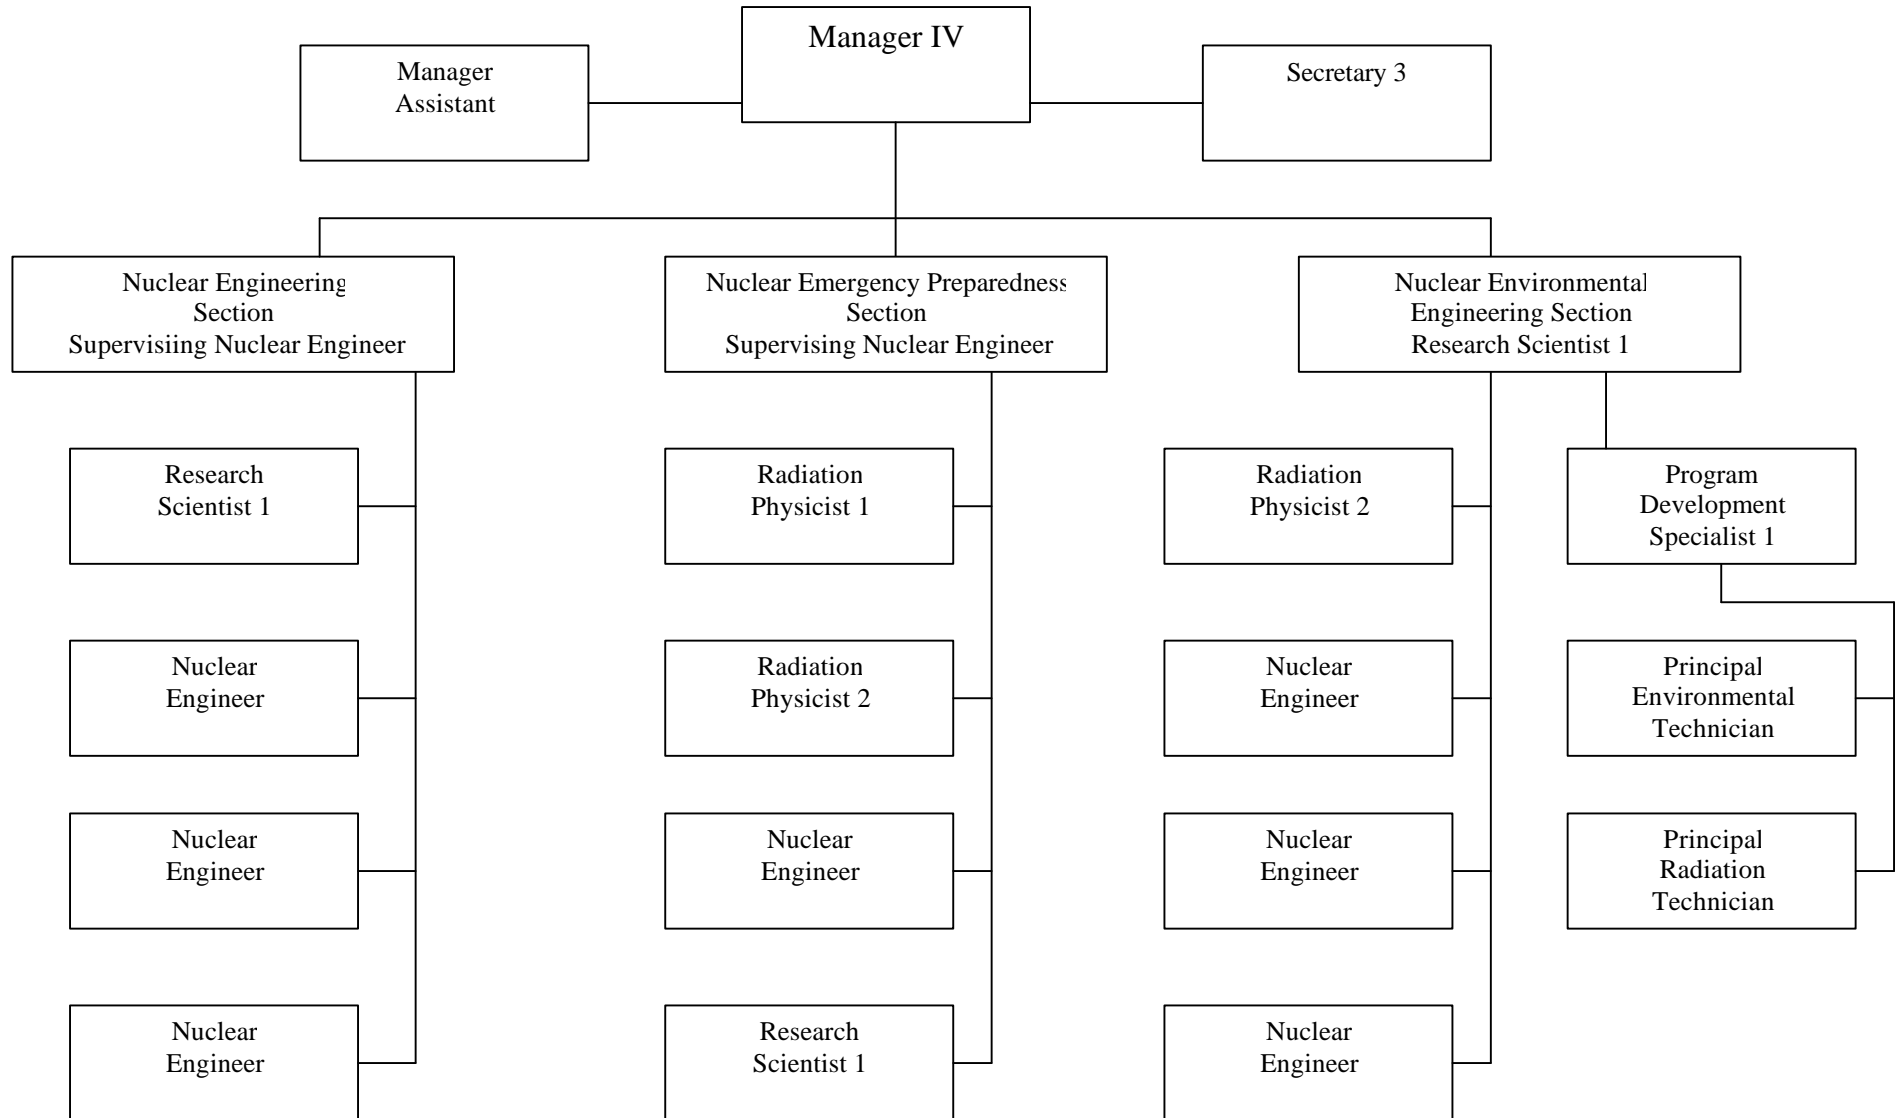 Manager IV
Manager
Assistant
Secretary 3
Nuclear Engineering
Section
Supervisiing Nuclear Engineer
Nuclear Emergency Preparedness
Section
Supervising Nuclear Engineer
Nuclear Environmental
Engineering Section
Research Scientist 1
Research
Scientist 1
Radiation
Physicist 1
Radiation
Physicist 2
Program
Development
Specialist 1
Nuclear
Engineer
Radiation
Physicist 2
Nuclear
Engineer
Principal
Environmental
Technician
Nuclear
Engineer
Nuclear
Engineer
Nuclear
Engineer
Principal
Radiation
Technician
Nuclear
Engineer
Research
Scientist 1
Nuclear
Engineer